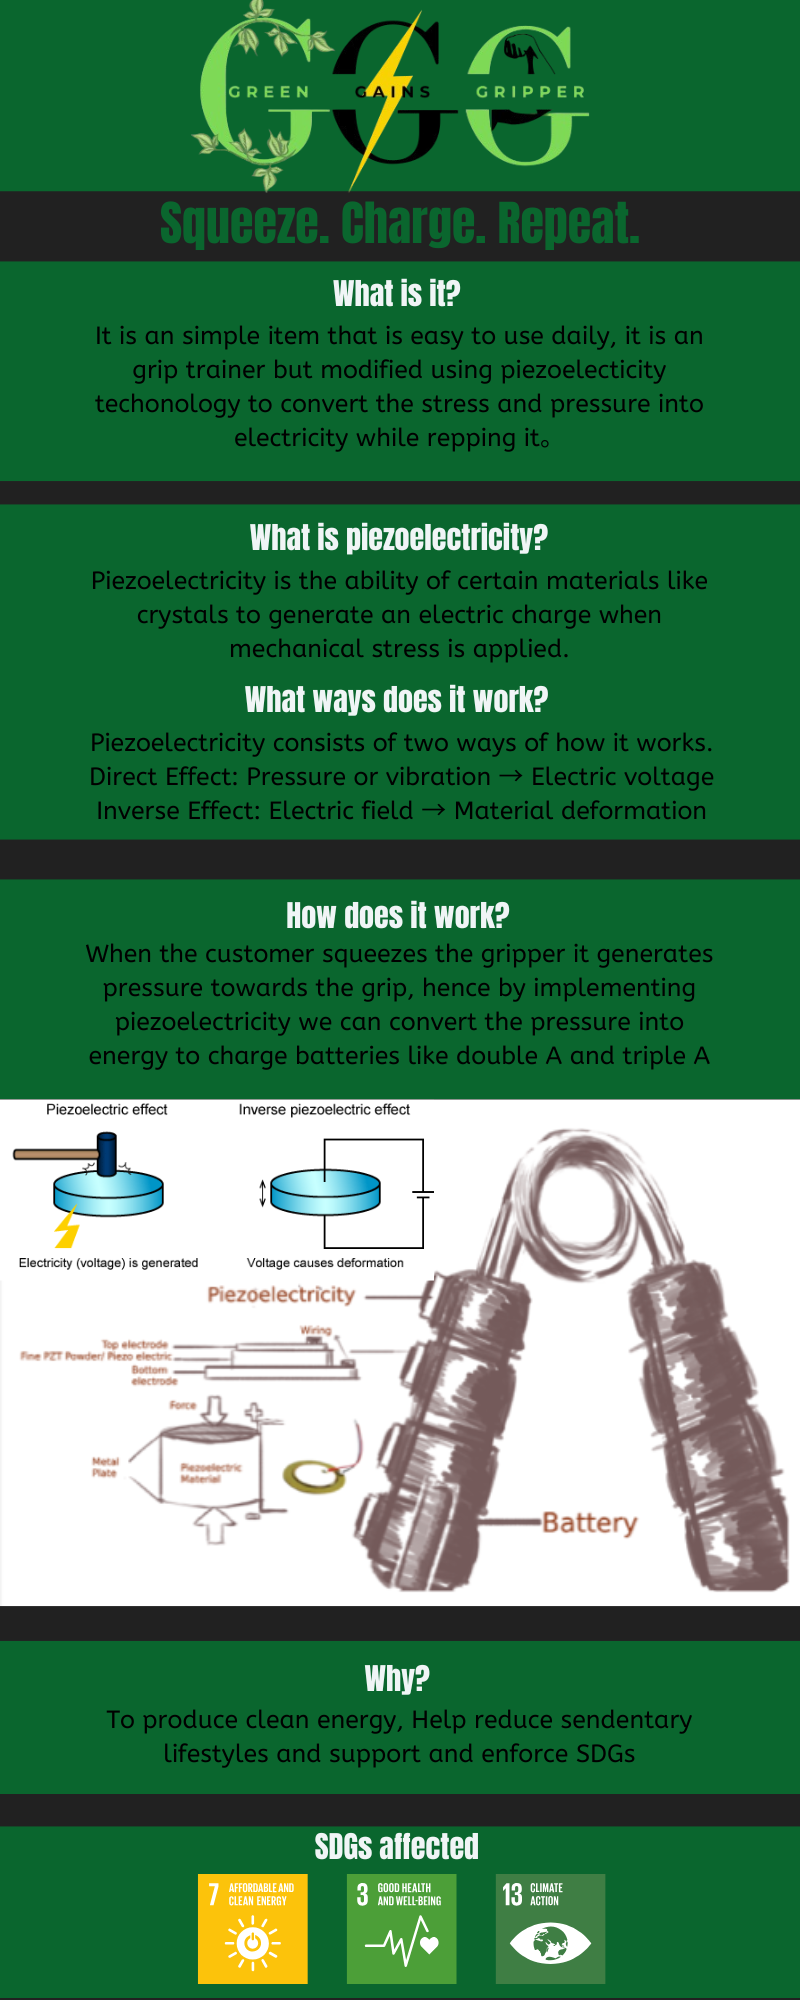 GREEN GAINS GRIPPER
Squeeze. Charge. Repeat.
What is it?
It is an simple item that is easy to use daily, it is an
grip trainer but modified using piezoelecticity
techonology to convert the stress and pressure into
electricity while repping it。
What is piezoelectricity?
Piezoelectricity is the ability of certain materials like
crystals to generate an electric charge when
mechanical stress is applied.
What ways does it work?
Piezoelectricity consists of two ways of how it works.
Direct Effect: Pressure or vibration → Electric voltage
Inverse Effect: Electric field → Material deformation
How does it work?
When the customer squeezes the gripper it generates
pressure towards the grip, hence by implementing
piezoelectricity we can convert the pressure into
energy to charge batteries like double A and triple A
Piezoelectric effect
Inverse piezoelectric effect
Electricity (voltage) is generated
Voltage causes deformation
Piezoelectricity
Wiring
Top electrode
Fine PZT Powder/ Piezo electric
Bottom
electrode
Force
+
Metal
Plate
Piezoelectric
Material
Battery
Why?
To produce clean energy, Help reduce sendentary
lifestyles and support and enforce SDGs
SDGs affected
7 AFFORDABLE AND
CLEAN ENERGY
3 GOOD HEALTH
AND WELL-BEING
13 CLIMATE
ACTION